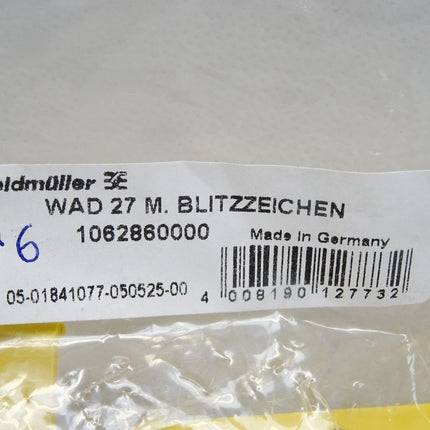 eidmüller
WAD 27 M. BLITZZEICHEN
6 1062860000 Made in Germany
05-01841077-050525-00 4 008190 127732